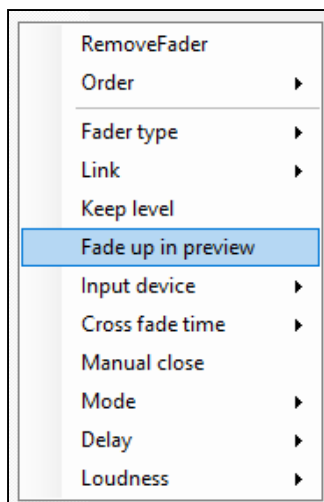 RemoveFader
Order
Fader type
Link
Keep level
Fade up in preview
Input device
Cross fade time
Manual close
Mode
Delay
Loudness